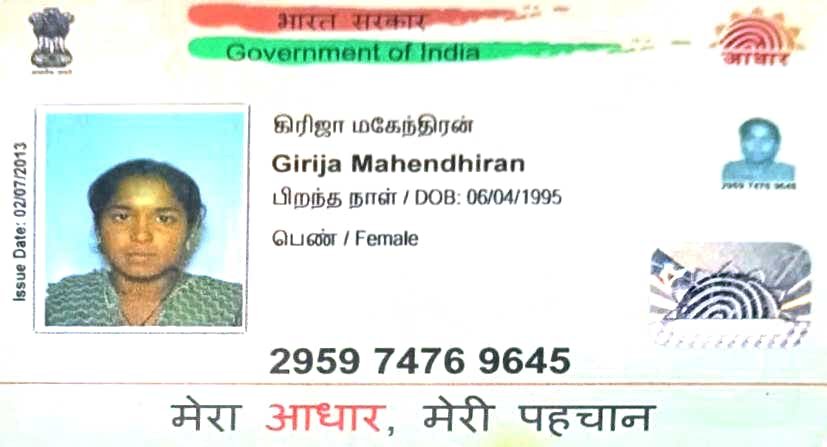 भारत सरकार
Government of India
आधार
Issue Date: 02/07/2013
கிரிஜா மகேந்திரன்
Girija Mahendhiran
பிறந்த நாள் / DOB: 06/04/1995
பெண் / Female
2959 7476 9645
2959 7476 9645
मेरा आधार, मेरी पहचान